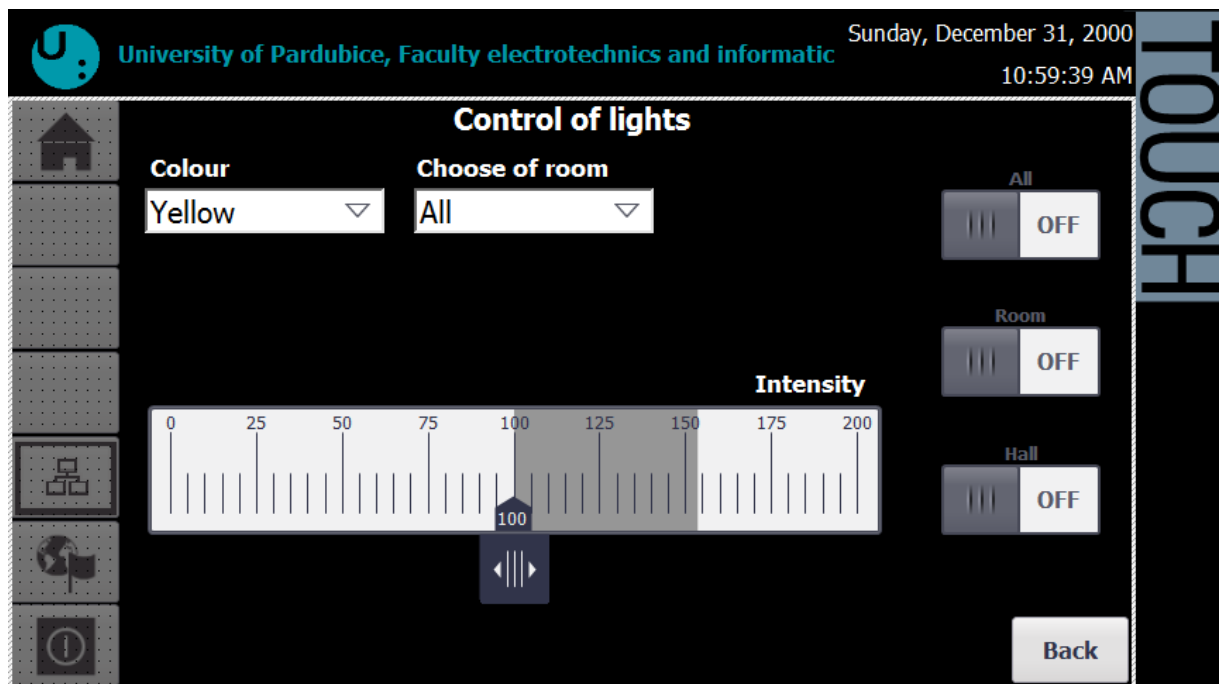 University of Pardubice, Faculty electrotechnics and informatic
Sunday, December 31, 2000
10:59:39 AM
TOUCH
Control of lights
Colour
Choose of room
Yellow
All
All
OFF
Room
OFF
Intensity
0 25 50 75 100 125 150 175 200
100
Hall
OFF
Back